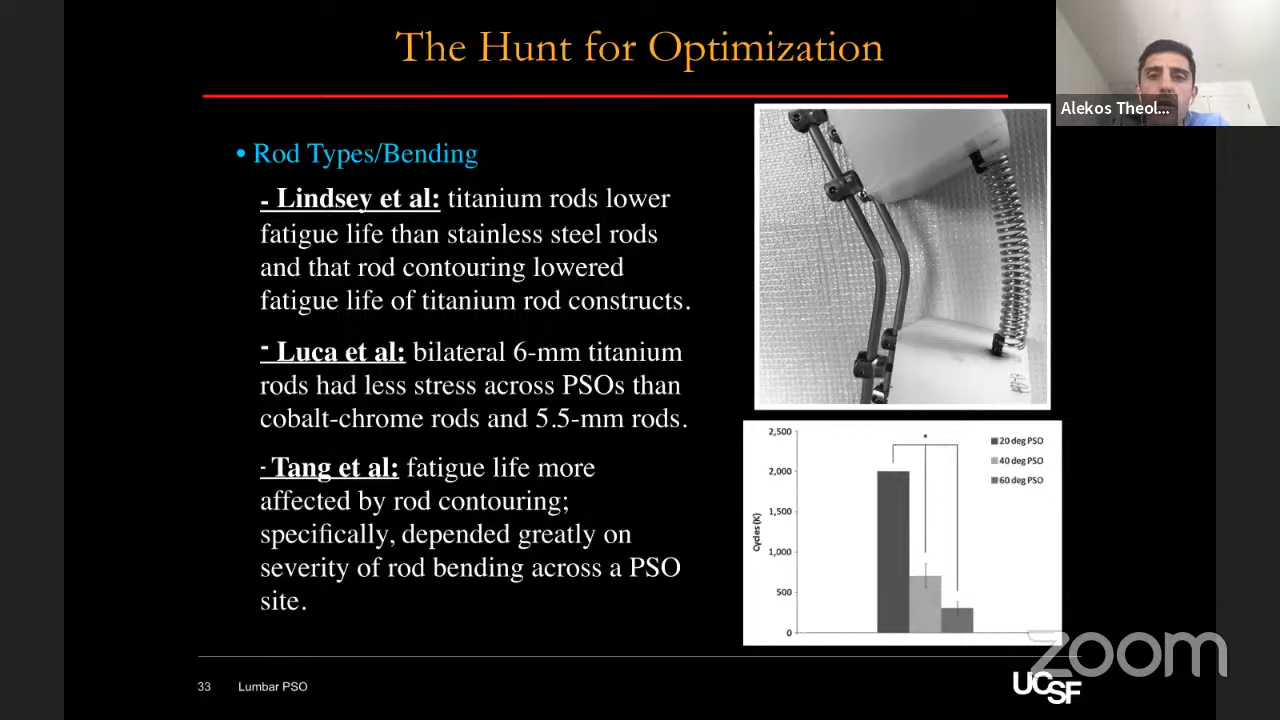 The Hunt for Optimization
Alekos Theol...
• Rod Types/Bending
- Lindsey et al: titanium rods lower
fatigue life than stainless steel rods
and that rod contouring lowered
fatigue life of titanium rod constructs.
- Luca et al: bilateral 6-mm titanium
rods had less stress across PSOs than
cobalt-chrome rods and 5.5-mm rods.
- Tang et al: fatigue life more
affected by rod contouring;
specifically, depended greatly on
severity of rod bending across a PSO
site.
2,500
2,000
1,500
1,000
500
0
Cycles (K)
*
20 deg PSO
40 deg PSO
60 deg PSO
zoom
33 Lumbar PSO
UCSF